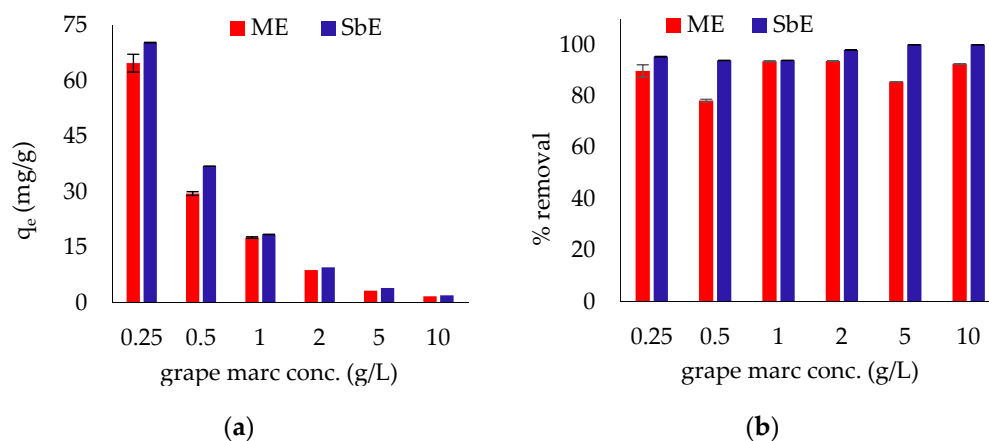 75
60
45
30
15
0
qₑ (mg/g)
ME SbE
0.25 0.5 1 2 5 10
grape marc conc. (g/L)
(a)
100
80
60
40
20
0
% removal
ME SbE
0.25 0.5 1 2 5 10
grape marc conc. (g/L)
(b)